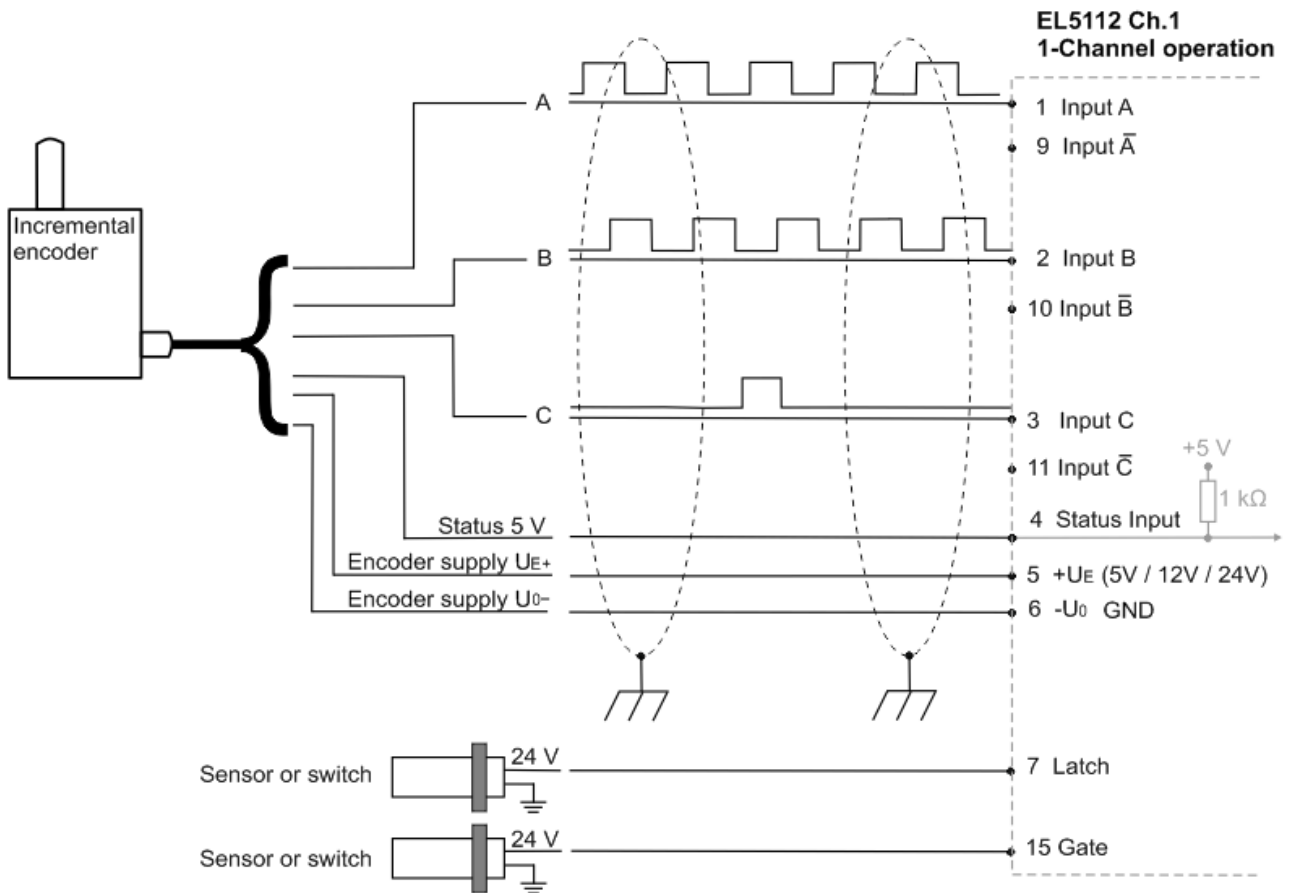 EL5112 Ch.1
1-Channel operation
A
1 Input A
9 Input A̅
Incremental
encoder
B
2 Input B
10 Input B̅
C
3 Input C
+5 V
11 Input C̅
1 kΩ
Status 5 V
4 Status Input
Encoder supply UE+
5 +UE (5V / 12V / 24V)
Encoder supply U0–
6 -U0 GND
24 V
Sensor or switch
7 Latch
24 V
Sensor or switch
15 Gate